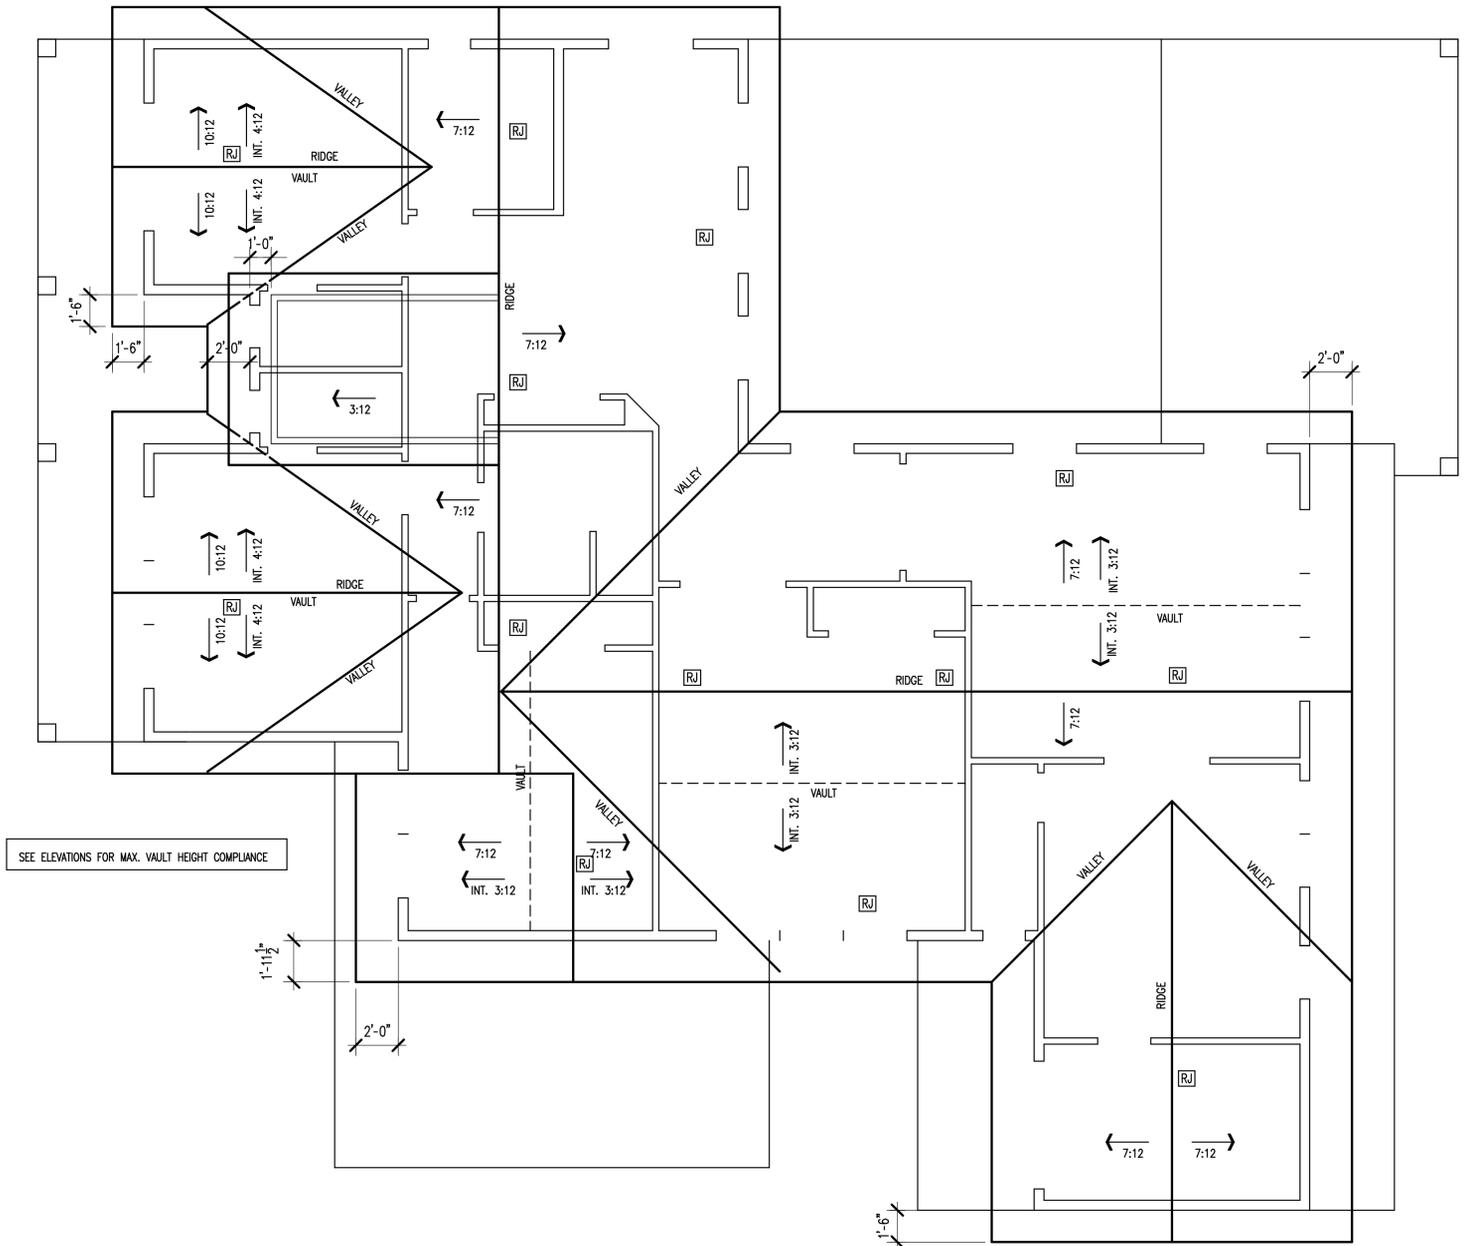 VALLEY
10:12
INT. 4:12
7:12
RJ
RJ
RIDGE
VAULT
10:12
INT. 4:12
VALLEY
RJ
1'-0"
RIDGE
1'-6"
7:12
1'-6"
2'-0"
2'-0"
RJ
3:12
VALLEY
RJ
7:12
VALLEY
10:12
INT. 4:12
7:12
INT. 3:12
RIDGE
VAULT
RJ
10:12
INT. 4:12
VAULT
INT. 3:12
RJ
VALLEY
RJ
RIDGE
RJ
RJ
7:12
INT. 3:12
VAULT
VAULT
VALLEY
INT. 3:12
SEE ELEVATIONS FOR MAX. VAULT HEIGHT COMPLIANCE
7:12
7:12
RJ
INT. 3:12
INT. 3:12
VALLEY
VALLEY
RJ
1'-11 1/2"
RIDGE
2'-0"
RJ
7:12
7:12
1'-6"